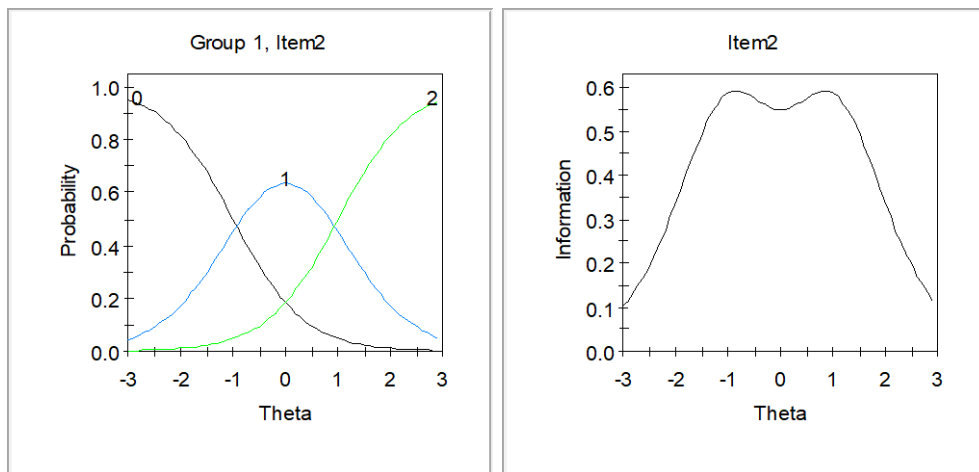 Group 1, Item2
1.0
0.8
0.6
0.4
0.2
0.0
Probability
0
1
2
-3 -2 -1 0 1 2 3
Theta
Item2
0.6
0.5
0.4
0.3
0.2
0.1
0.0
Information
-3 -2 -1 0 1 2 3
Theta